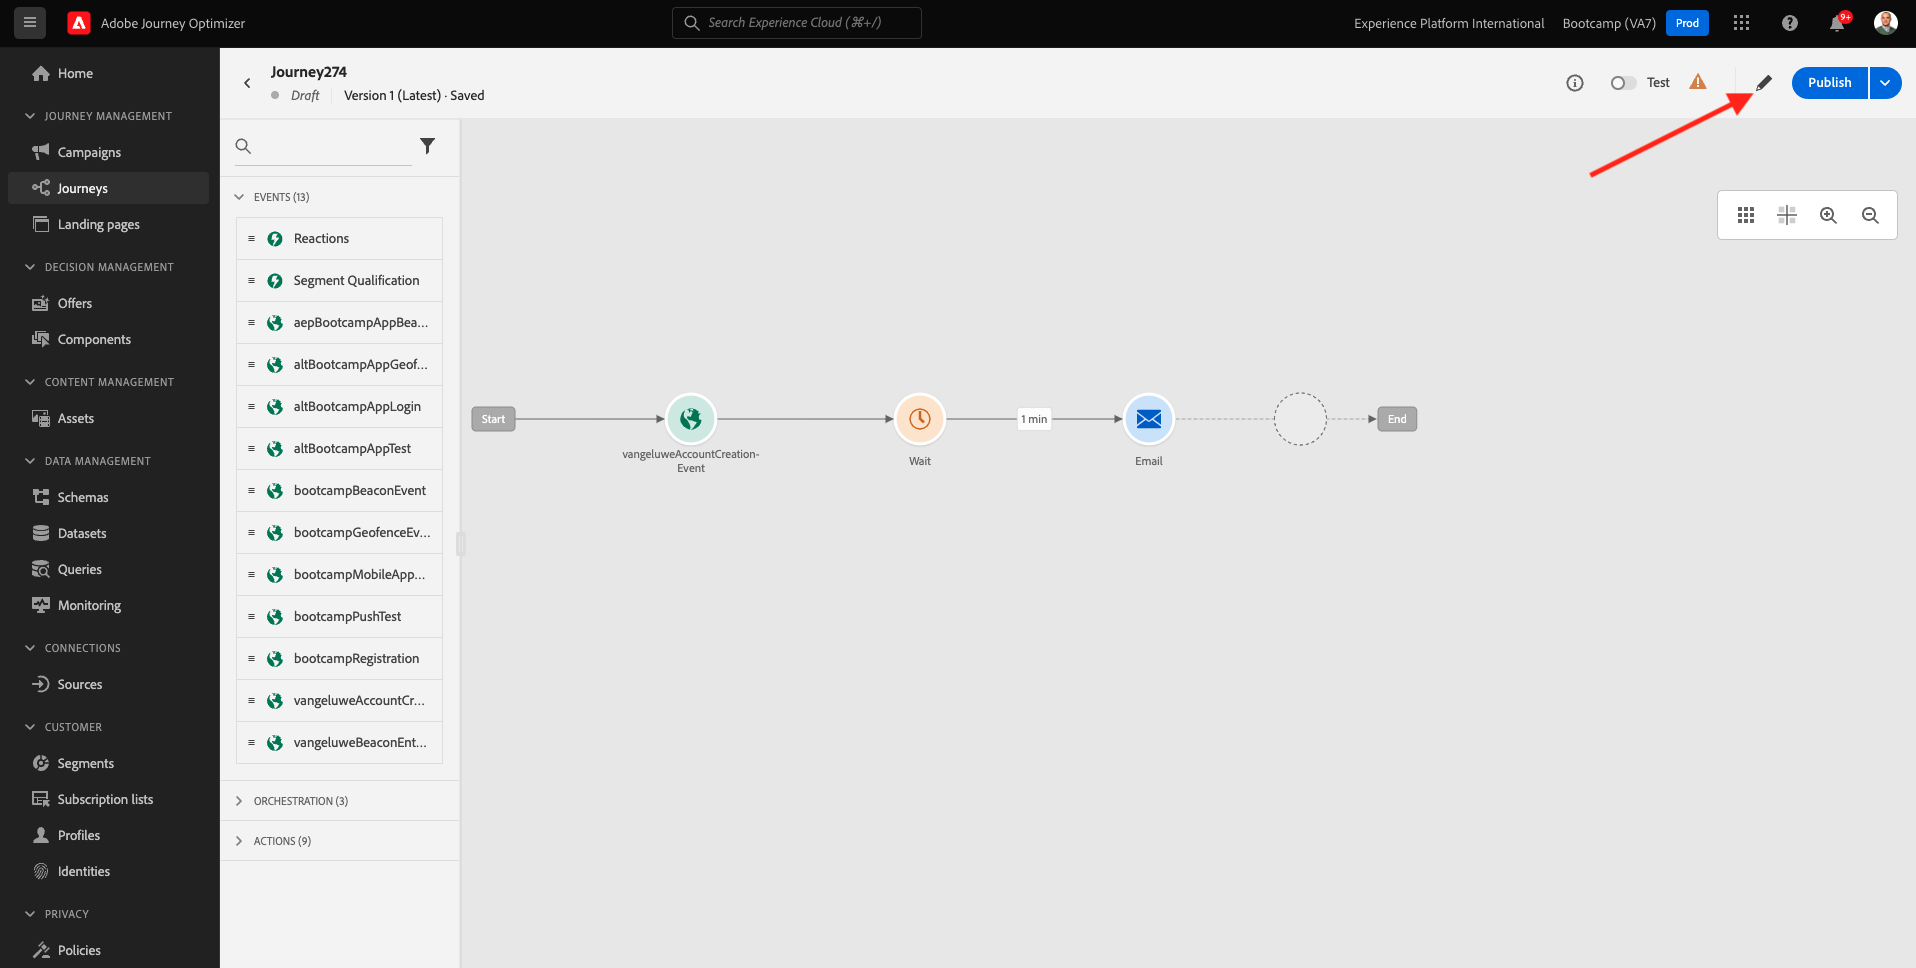 Adobe Journey Optimizer
Search Experience Cloud (⌘+/)
Experience Platform International
Bootcamp (VA7)
Prod
9+
Home
JOURNEY MANAGEMENT
Campaigns
Journeys
Landing pages
DECISION MANAGEMENT
Offers
Components
CONTENT MANAGEMENT
Assets
DATA MANAGEMENT
Schemas
Datasets
Queries
Monitoring
CONNECTIONS
Sources
CUSTOMER
Segments
Subscription lists
Profiles
Identities
PRIVACY
Policies
Journey274
Draft
Version 1 (Latest) · Saved
Test
Publish
EVENTS (13)
Reactions
Segment Qualification
aepBootcampAppBea...
altBootcampAppGeof...
altBootcampAppLogin
altBootcampAppTest
bootcampBeaconEvent
bootcampGeofenceEv...
bootcampMobileApp...
bootcampPushTest
bootcampRegistration
vangeluweAccountCr...
vangeluweBeaconEnt...
ORCHESTRATION (3)
ACTIONS (9)
Start
vangeluweAccountCreation-
Event
Wait
1 min
Email
End